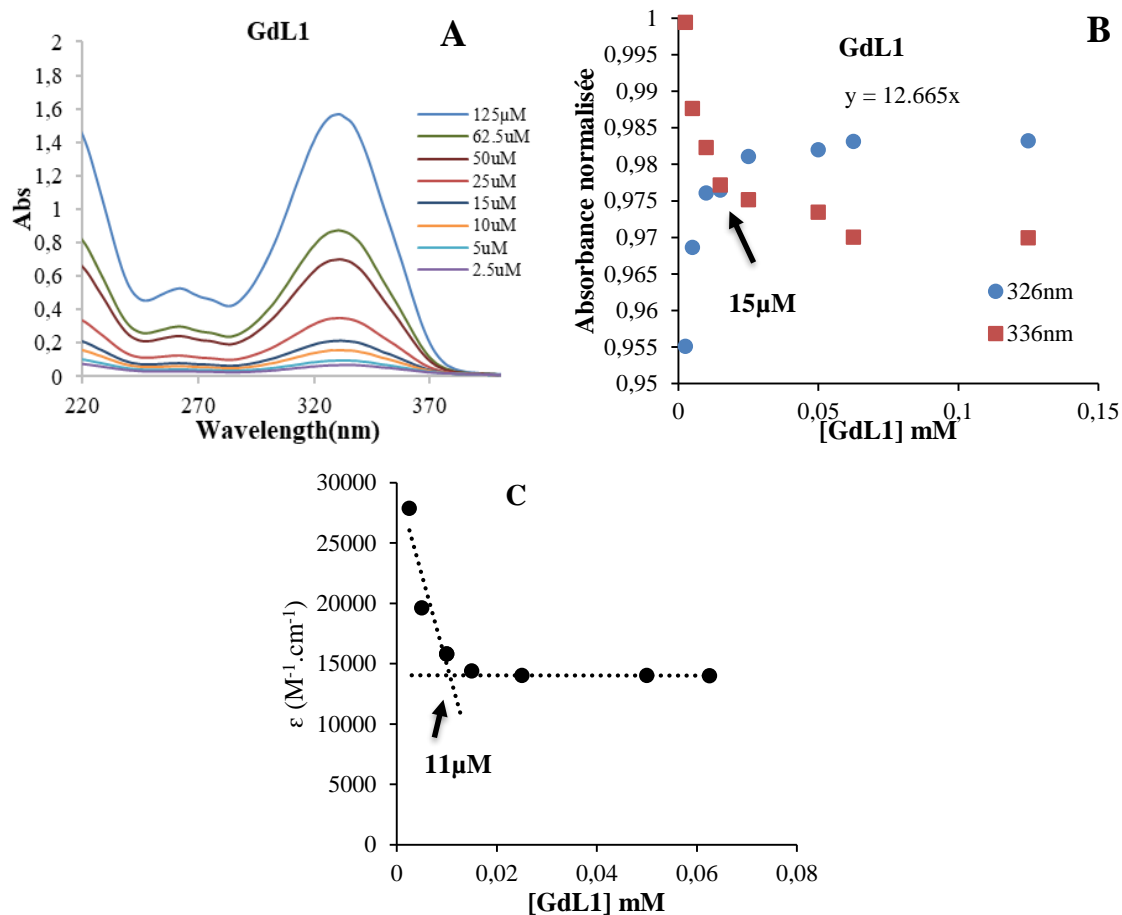 GdL1
A
2
1,8
1,6
1,4
1,2
1
0,8
0,6
0,4
0,2
0
Abs
220 270 320 370
Wavelength(nm)
125µM
62.5uM
50uM
25uM
15uM
10uM
5uM
2.5uM
B
GdL1
y = 12.665x
1
0,995
0,99
0,985
0,98
0,975
0,97
0,965
0,96
0,955
0,95
Absorbance normalisée
15µM
326nm
336nm
0 0,05 0,1 0,15
[GdL1] mM
C
30000
25000
20000
15000
10000
5000
0
ε (M⁻¹.cm⁻¹)
11µM
0 0,02 0,04 0,06 0,08
[GdL1] mM